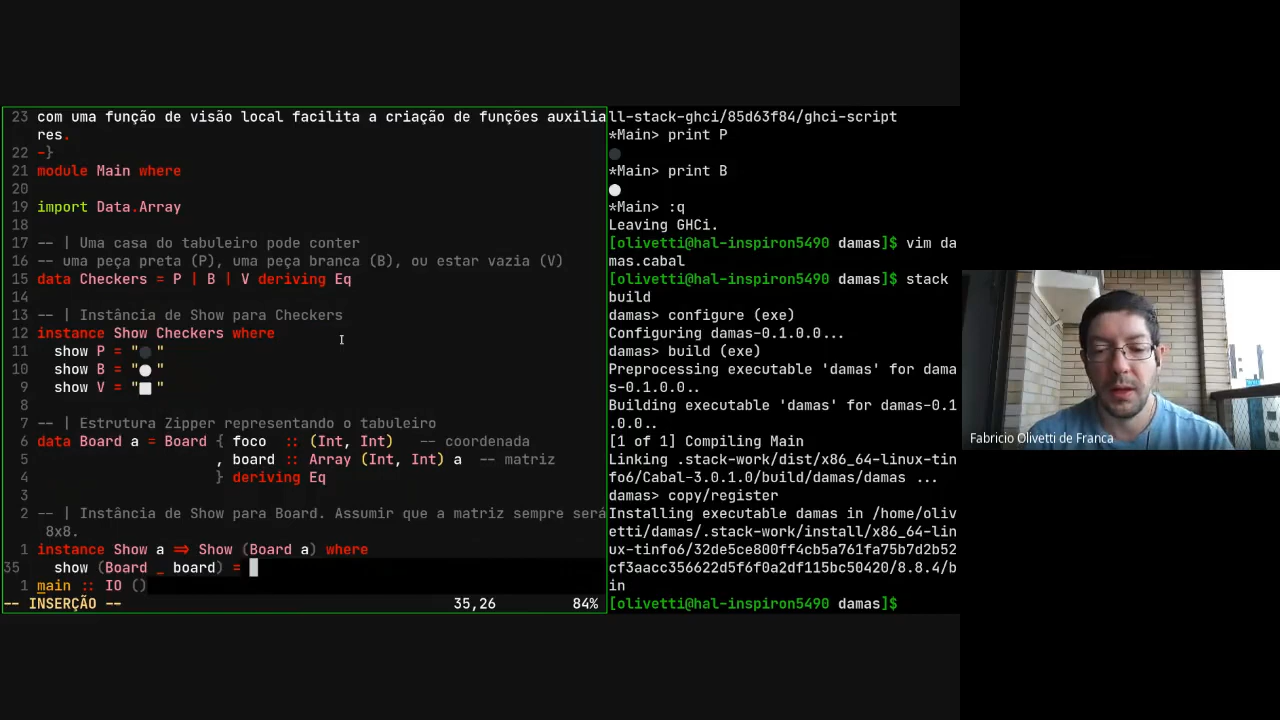 23 com uma função de visão local facilita a criação de funções auxilia
res.
22 -}
21 module Main where
20
19 import Data.Array
18
17 -- | Uma casa do tabuleiro pode conter
16 -- uma peça preta (P), uma peça branca (B), ou estar vazia (V)
15 data Checkers = P | B | V deriving Eq
14
13 -- | Instância de Show para Checkers
12 instance Show Checkers where
11   show P = "⚫"
10   show B = "⚪"
9   show V = "⬜"
8
7 -- | Estrutura Zipper representando o tabuleiro
6 data Board a = Board { foco :: (Int, Int)   -- coordenada
5                      , board :: Array (Int, Int) a  -- matriz
4                      } deriving Eq
3
2 -- | Instância de Show para Board. Assumir que a matriz sempre será
8x8.
1 instance Show a => Show (Board a) where
35   show (Board _ board) =
1 main :: IO ()
-- INSERÇÃO -- 35,26 84%
ll-stack-ghci/85d63f84/ghci-script
*Main> print P
⚫
*Main> print B
⚪
*Main> :q
Leaving GHCi.
[olivetti@hal-inspiron5490 damas]$ vim da
mas.cabal
[olivetti@hal-inspiron5490 damas]$ stack
build
damas> configure (exe)
Configuring damas-0.1.0.0...
damas> build (exe)
Preprocessing executable 'damas' for dama
s-0.1.0.0..
Building executable 'damas' for damas-0.1
.0.0..
[1 of 1] Compiling Main
Linking .stack-work/dist/x86_64-linux-tin
fo6/Cabal-3.0.1.0/build/damas/damas ...
damas> copy/register
Installing executable damas in /home/oliv
etti/damas/.stack-work/install/x86_64-lin
ux-tinfo6/32de5ce800ff4cb5a761fa75b7d2b52
cf3aacc356622d5f6f0a2df115bc50420/8.8.4/b
in
[olivetti@hal-inspiron5490 damas]$
Fabricio Olivetti de Franca